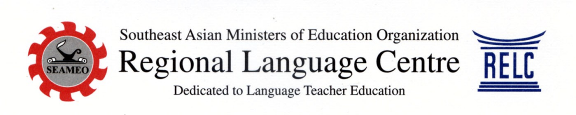 Southeast Asian Ministers of Education Organization
Regional Language Centre
Dedicated to Language Teacher Education
SEAMEO
RELC